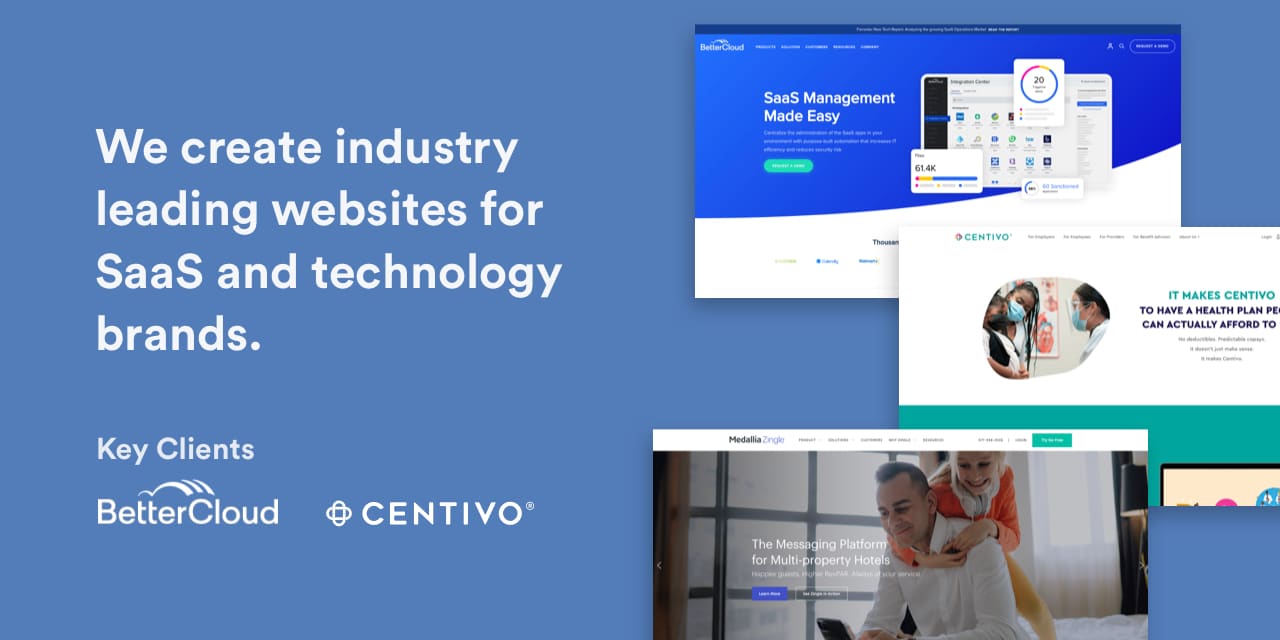 We create industry
leading websites for
SaaS and technology
brands.
Key Clients
BetterCloud
CENTIVO®
Forrester New Tech Report: Analyzing the growing SaaS Operations Market READ THE REPORT
BetterCloud PRODUCTS SOLUTIONS CUSTOMERS RESOURCES COMPANY REQUEST A DEMO
SaaS Management
Made Easy
Centralize the administration of the SaaS apps in your
environment with purpose-built automation that increases IT
efficiency and reduces security risk
REQUEST A DEMO
Integration Center
20
Files
61.4K
60 Sanctioned
Thousan
Calendly
Walmart
CENTIVO For Employers For Employees For Providers For Benefit Advisors About Us Login
IT MAKES CENTIVO
TO HAVE A HEALTH PLAN PE
CAN ACTUALLY AFFORD TO
No deductibles. Predictable copays.
It doesn't just make sense.
It makes Centivo.
Medallia Zingle PRODUCT SOLUTIONS CUSTOMERS WHY ZINGLE RESOURCES LOGIN Try for Free
The Messaging Platform
for Multi-property Hotels
Happier guests. Higher RevPAR. Always at your service.
Learn More See Zingle in Action